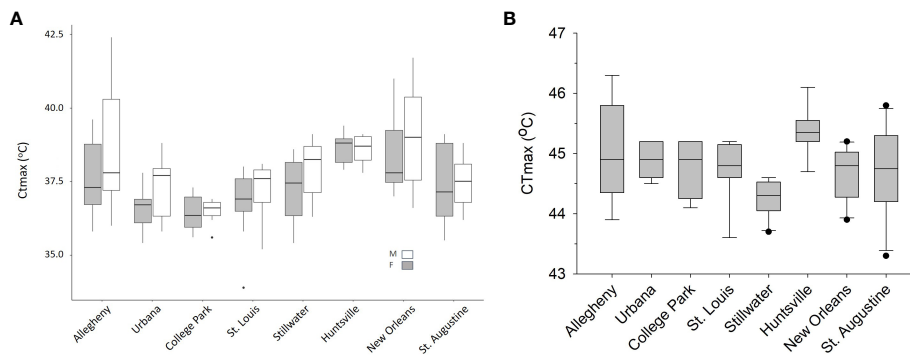 A
Ctmax (°C)
42.5
40.0
37.5
35.0
M
F
Allegheny
Urbana
College Park
St. Louis
Stillwater
Huntsville
New Orleans
St. Augustine
B
CTmax (°C)
47
46
45
44
43
Allegheny
Urbana
College Park
St. Louis
Stillwater
Huntsville
New Orleans
St. Augustine